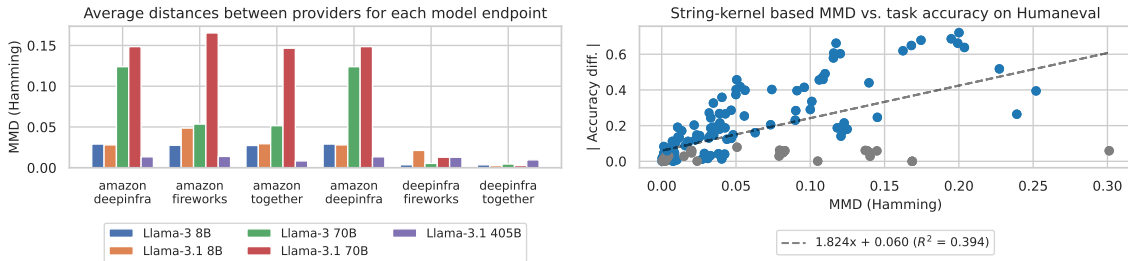 Average distances between providers for each model endpoint
MMD (Hamming)
0.15
0.10
0.05
0.00
amazon deepinfra
amazon fireworks
amazon together
amazon deepinfra
deepinfra fireworks
deepinfra together
Llama-3 8B
Llama-3.1 8B
Llama-3 70B
Llama-3.1 70B
Llama-3.1 405B
String-kernel based MMD vs. task accuracy on Humaneval
| Accuracy diff. |
0.6
0.4
0.2
0.0
0.00 0.05 0.10 0.15 0.20 0.25 0.30
MMD (Hamming)
1.824x + 0.060 (R² = 0.394)